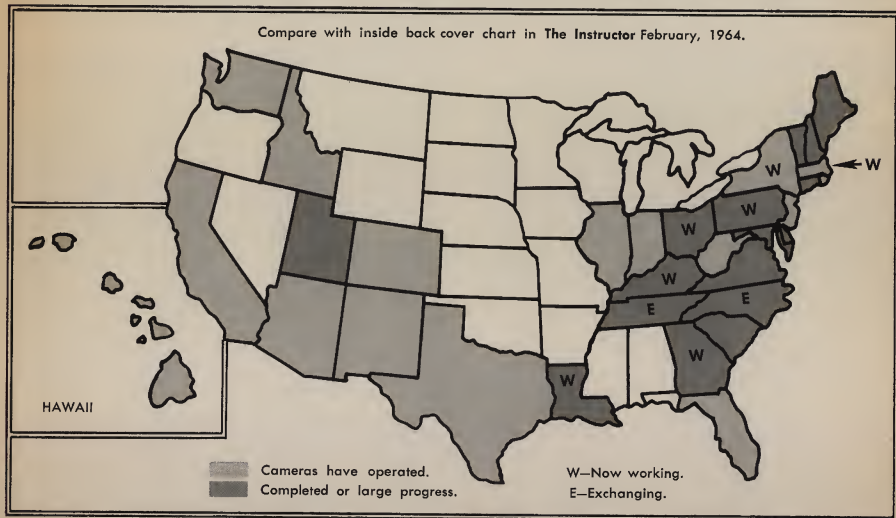 Compare with inside back cover chart in The Instructor February, 1964.
W
W
W
W
W
E
E
W
W
HAWAII
Cameras have operated.
Completed or large progress.
W—Now working.
E—Exchanging.